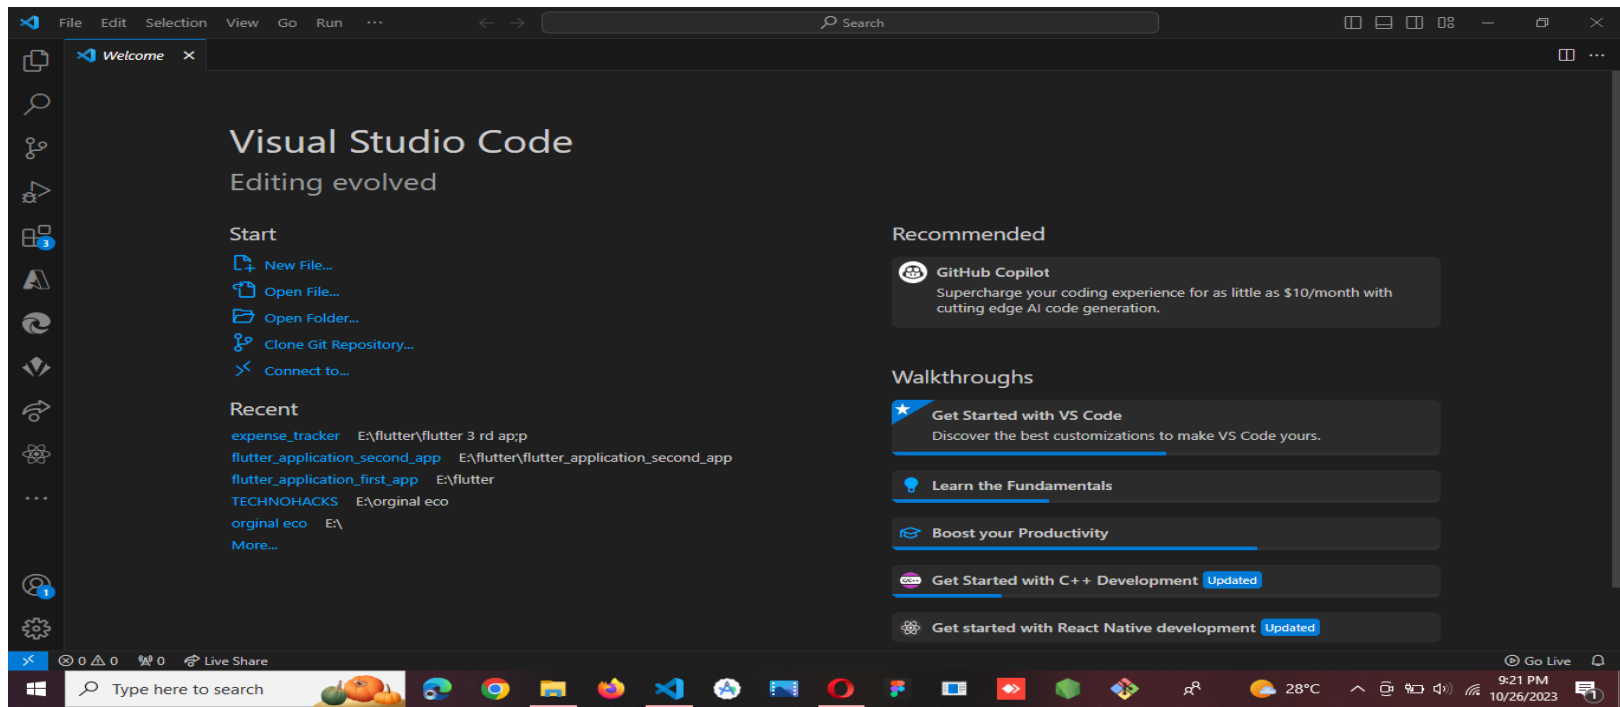 File Edit Selection View Go Run ···
Search
Welcome
Visual Studio Code
Editing evolved
Start
New File...
Open File...
Open Folder...
Clone Git Repository...
Connect to...
Recent
expense_tracker E:\flutter\flutter 3 rd ap;p
flutter_application_second_app E:\flutter\flutter_application_second_app
flutter_application_first_app E:\flutter
TECHNOHACKS E:\orginal eco
orginal eco E:\
More...
Recommended
GitHub Copilot
Supercharge your coding experience for as little as $10/month with
cutting edge AI code generation.
Walkthroughs
Get Started with VS Code
Discover the best customizations to make VS Code yours.
Learn the Fundamentals
Boost your Productivity
Get Started with C++ Development Updated
Get started with React Native development Updated
3
1
0 0 0 Live Share
Go Live
Type here to search
28°C
9:21 PM
10/26/2023
1